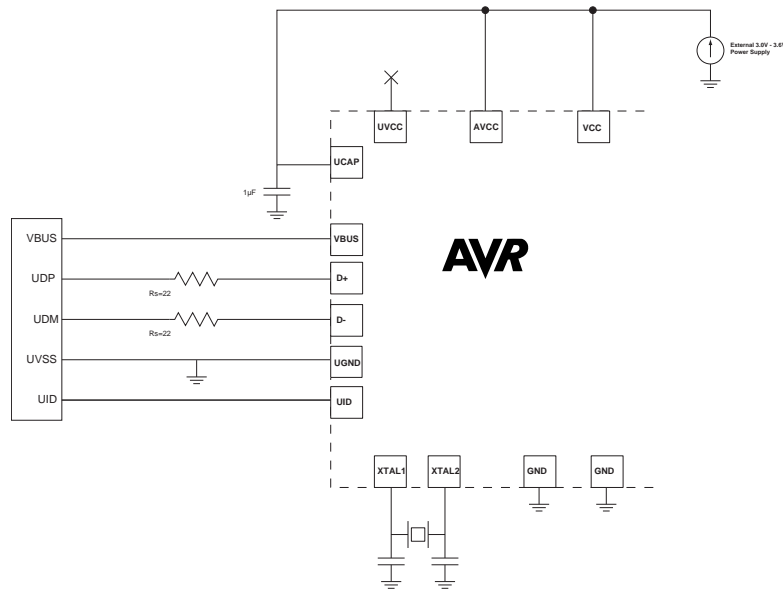 External 3.0V - 3.6V
Power Supply
UVCC
AVCC
VCC
UCAP
1µF
VBUS
VBUS
UDP
Rs=22
D+
UDM
Rs=22
D-
UVSS
UGND
UID
UID
AVR
XTAL1
XTAL2
GND
GND